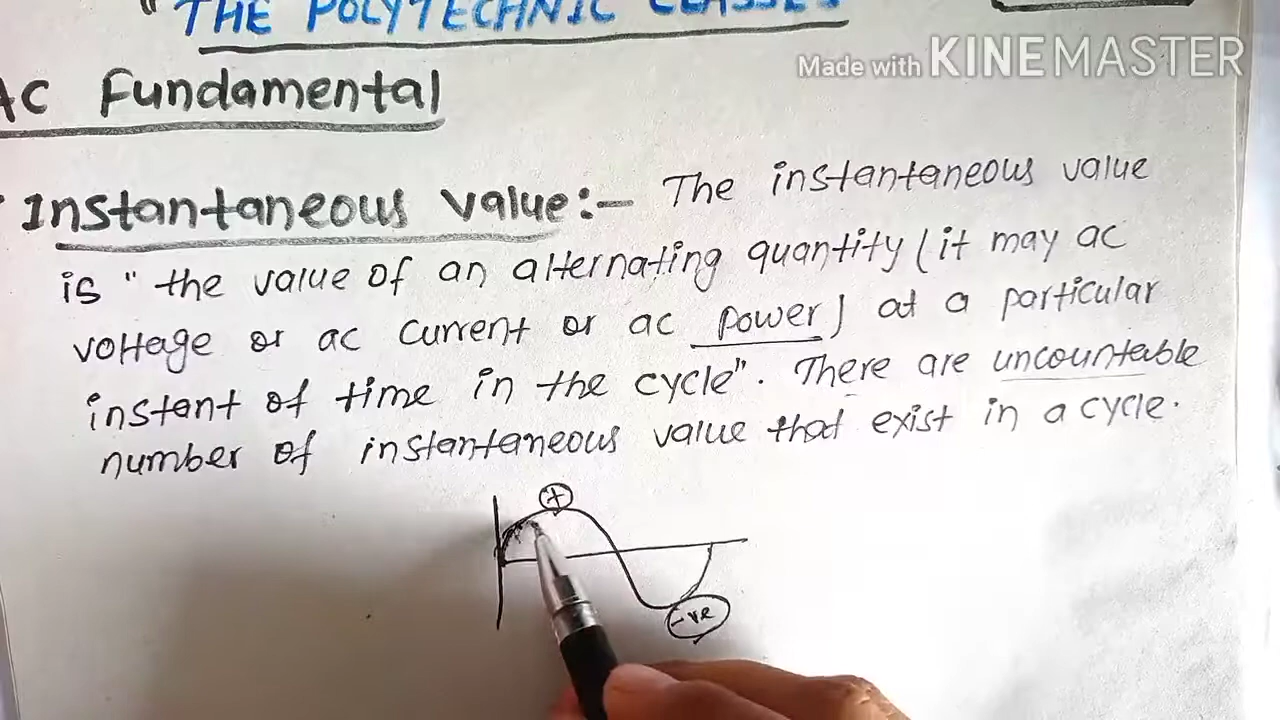 "THE POLYTECHNIC CLASSES
Made with KINEMASTER
AC Fundamental
Instantaneous value:- The instantaneous value
is "the value of an alternating quantity (it may ac
voltage or ac current or ac power) at a particular
instant of time in the cycle". There are uncountable
number of instantaneous value that exist in a cycle.
+
-ve